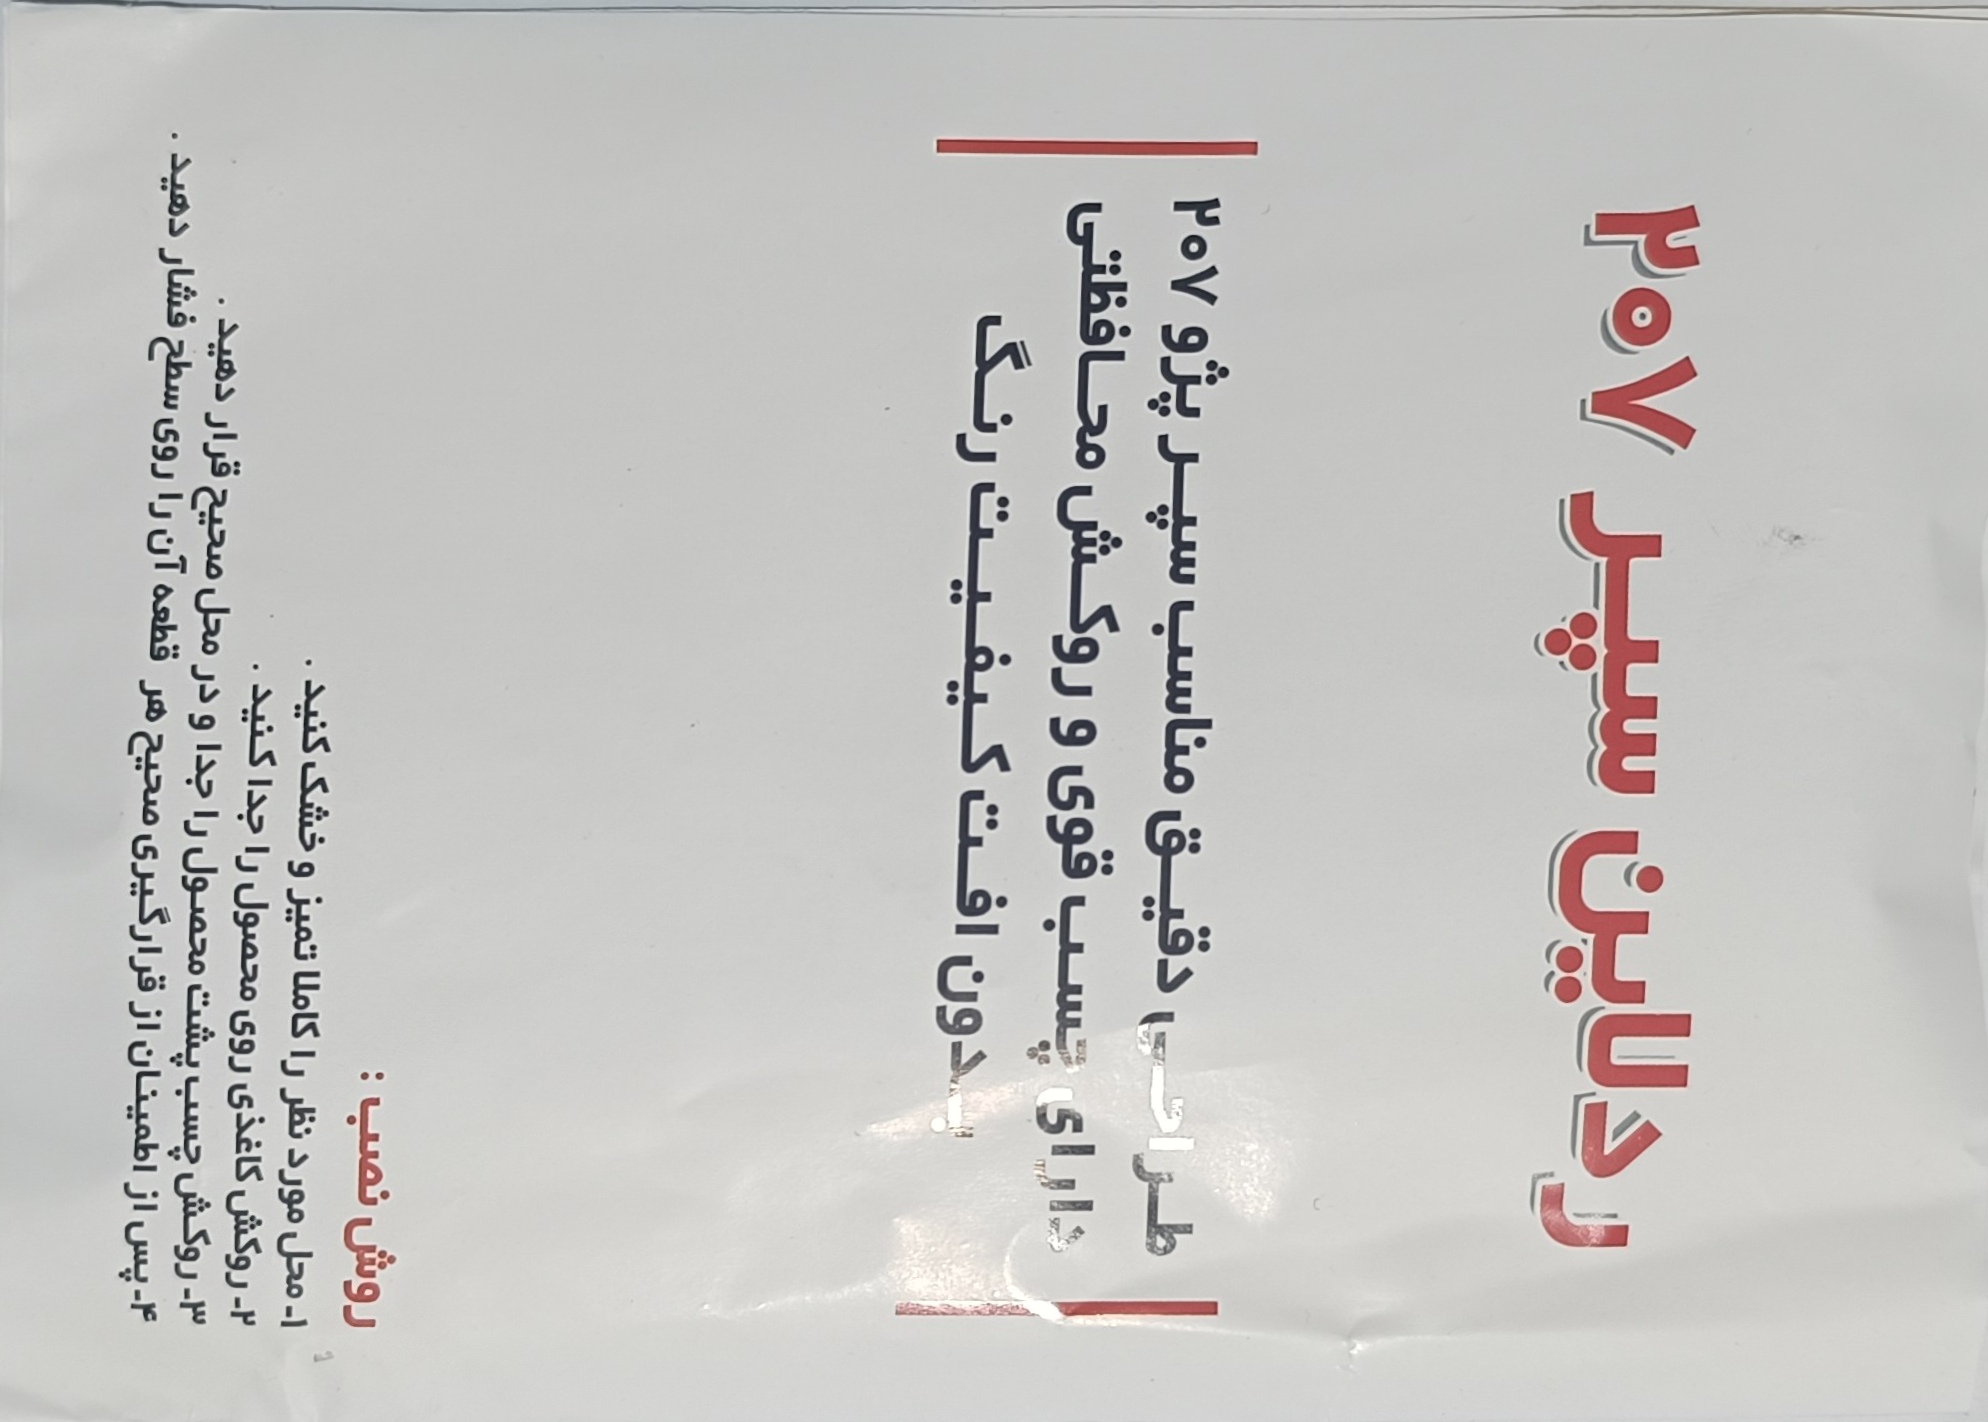 ردلاین سپر ۲۰۷
طراحی دقیق مناسب سپر پژو ۲۰۷
دارای چسب قوی و روکش محافظتی
بدون افت کیفیت رنگ
روش نصب :
۱- محل مورد نظر را کاملا تمیز و خشک کنید .
۲- روکش کاغذی روی محصول را جدا کنید .
۳- روکش چسب پشت محصول را جدا و در محل صحیح قرار دهید .
۴- پس از اطمینان از قرارگیری صحیح هر قطعه آن را روی سطح فشار دهید .